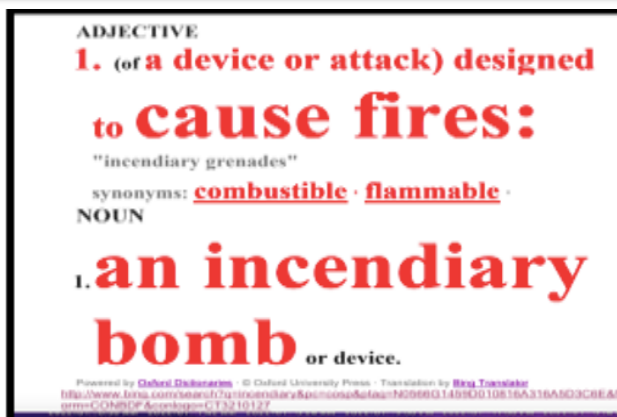 ADJECTIVE
1. (of a device or attack) designed
to cause fires:
"incendiary grenades"
synonyms: combustible · flammable ·
NOUN
1. an incendiary
bomb or device.
Powered by Oxford Dictionaries · © Oxford University Press · Translation by Bing Translator